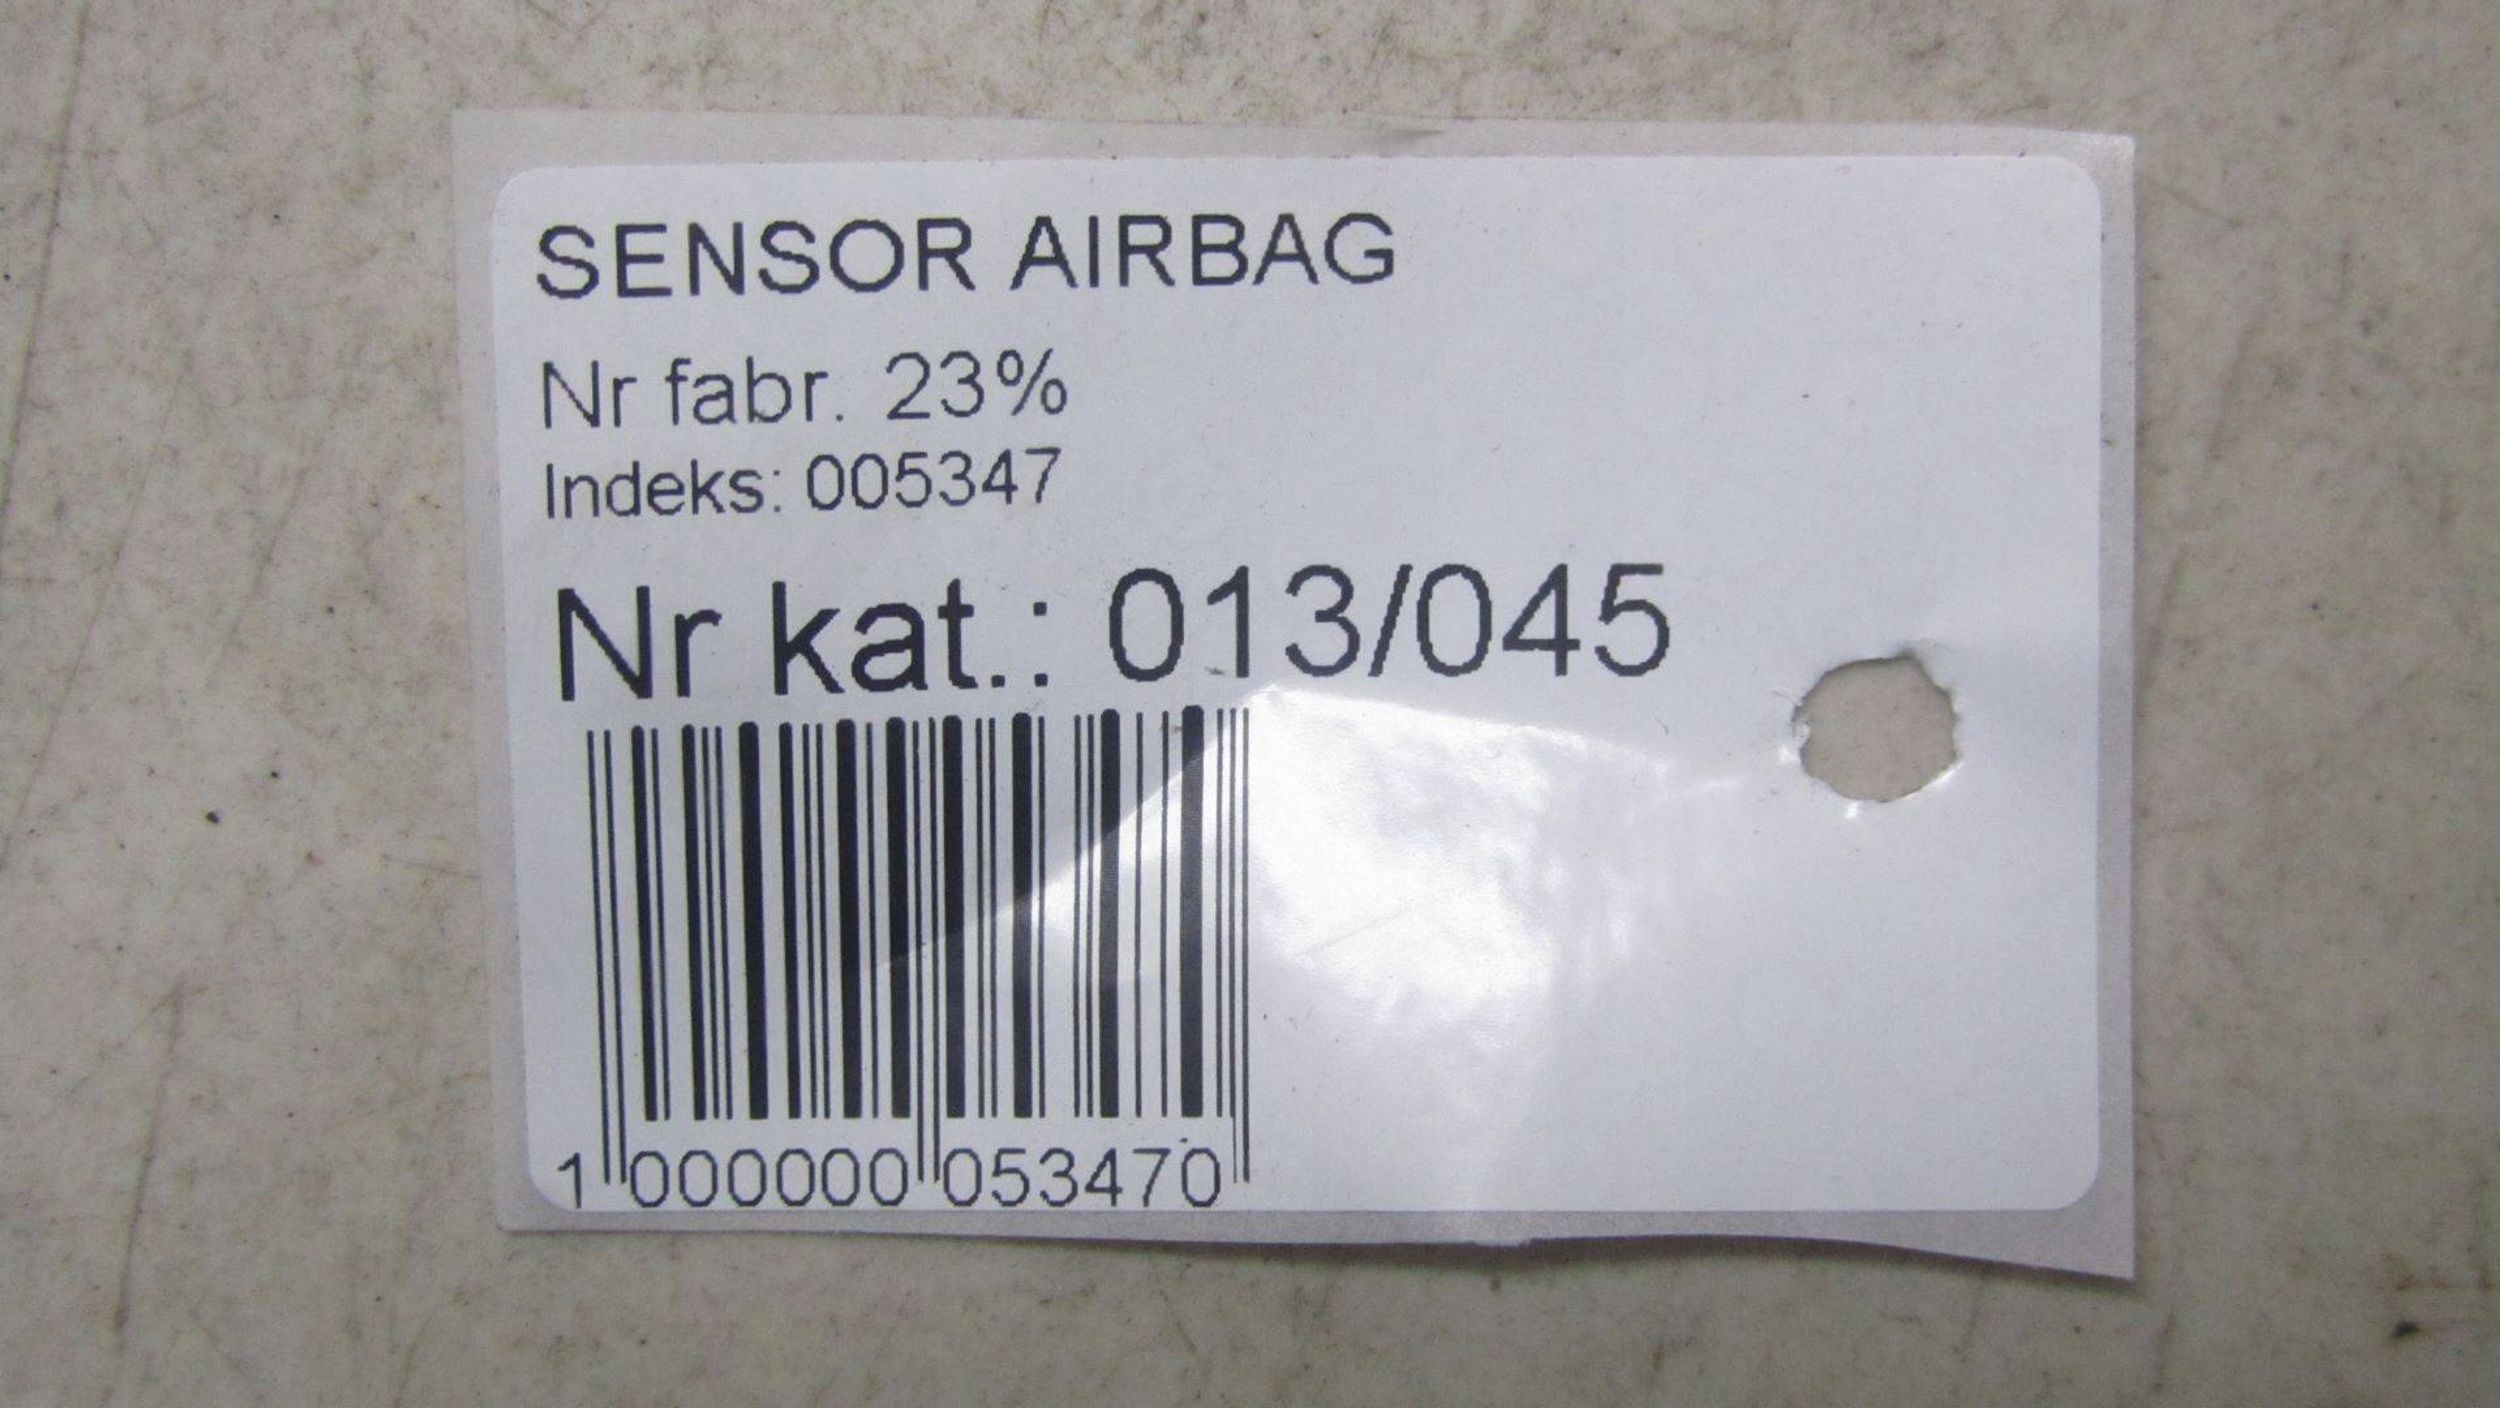 SENSOR AIRBAG
Nr fabr. 23%
Indeks: 005347
Nr kat.: 013/045
1 000000 053470